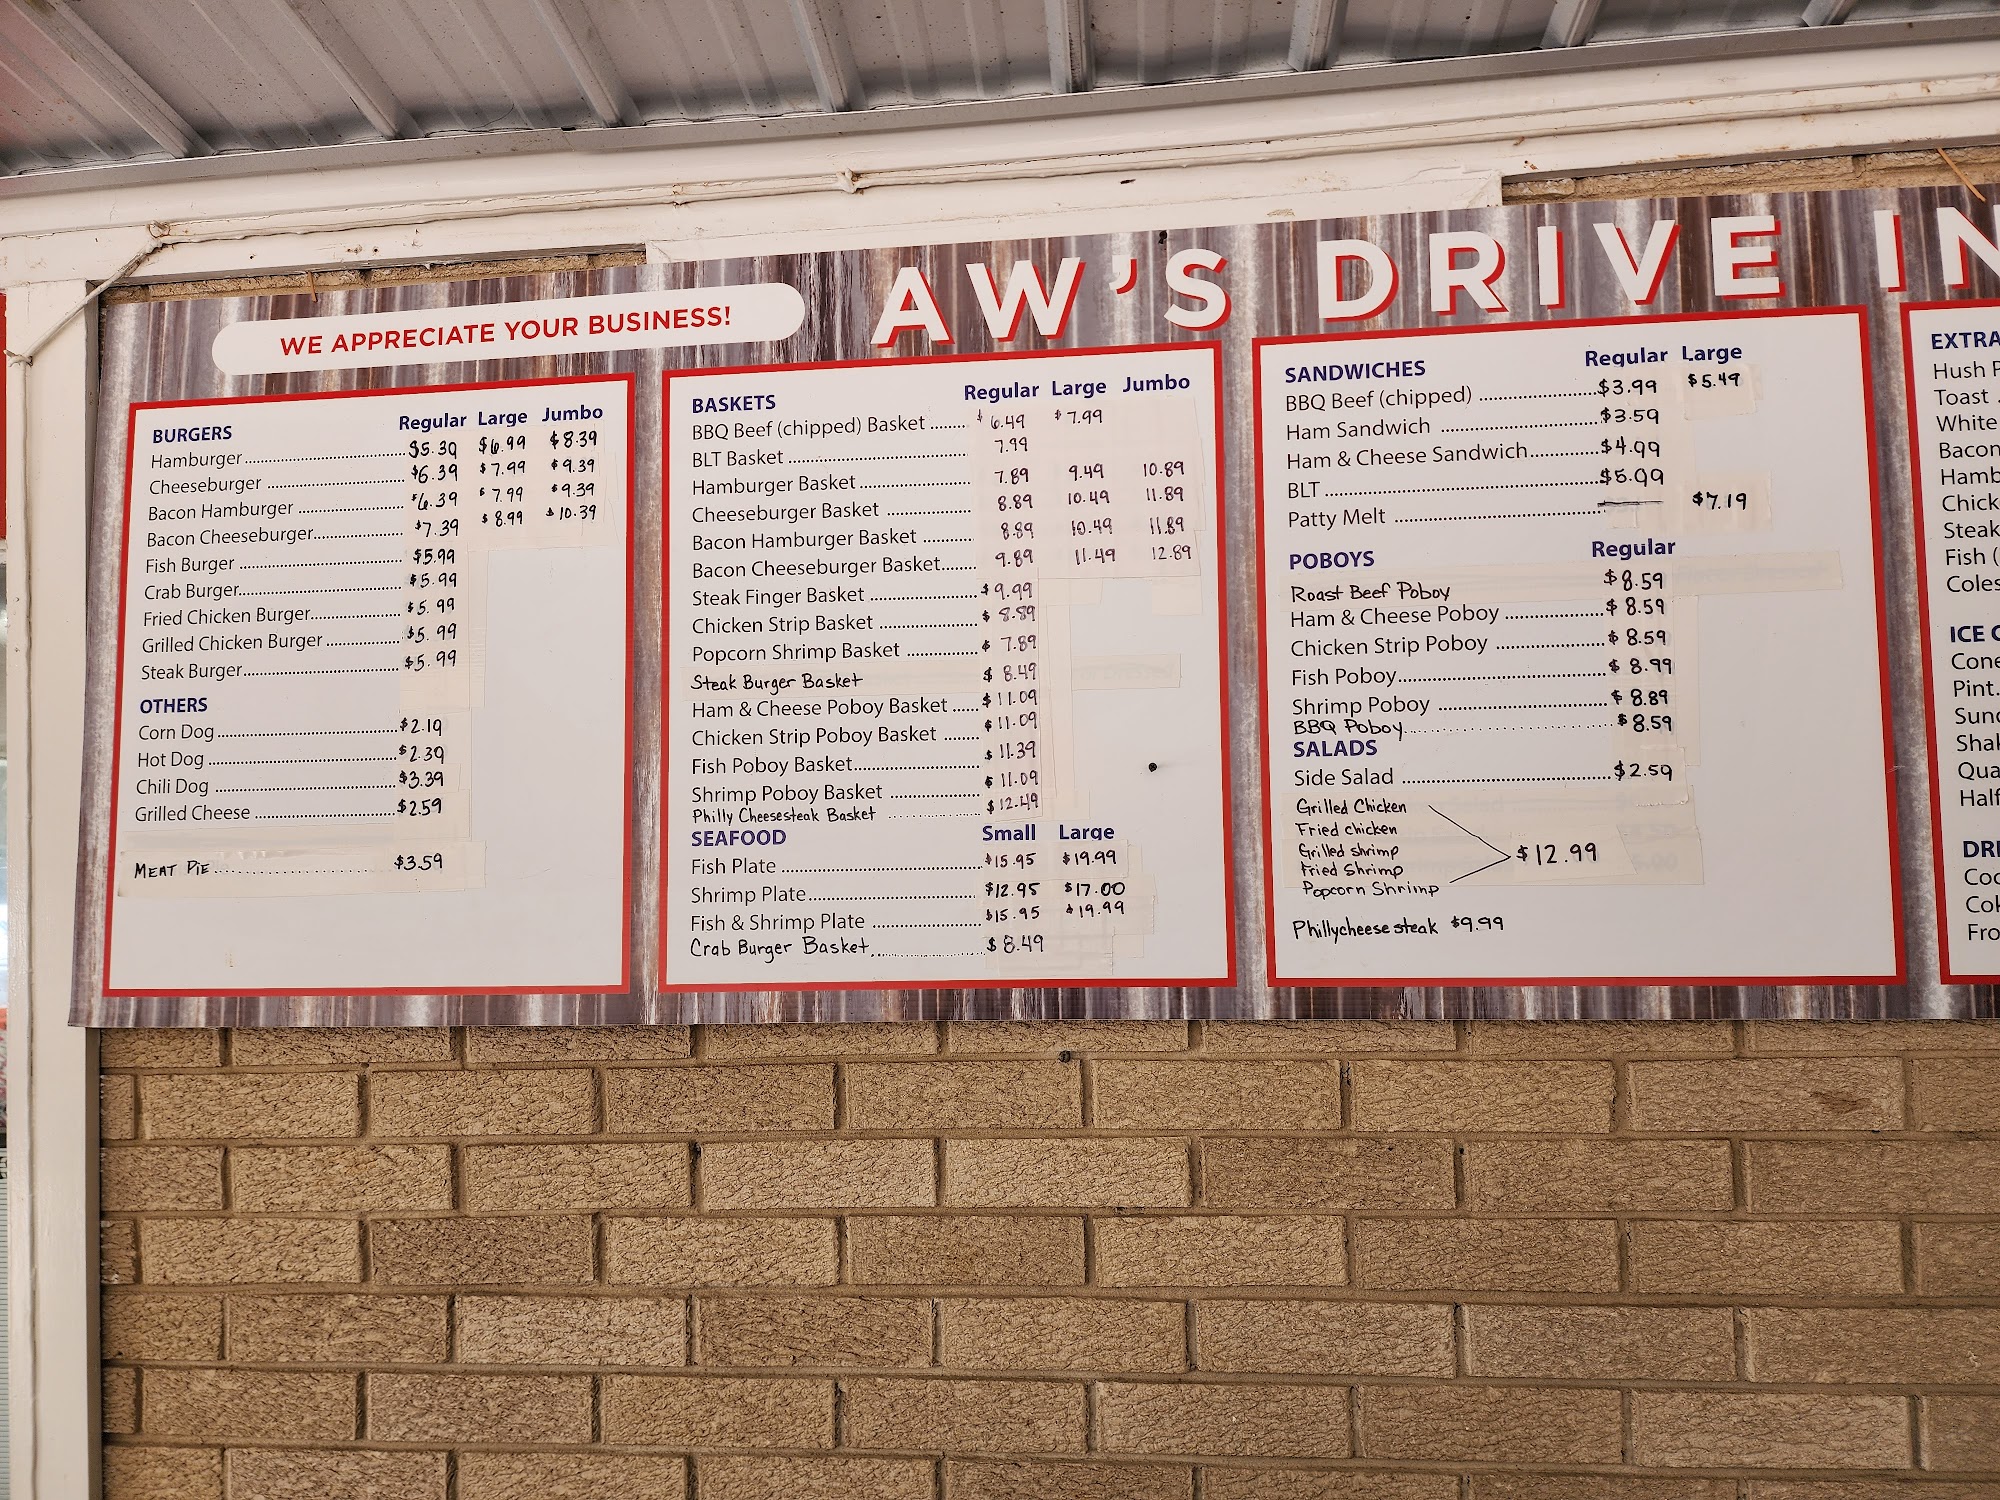 WE APPRECIATE YOUR BUSINESS!
AW'S DRIVE IN
BURGERS Regular Large Jumbo
Hamburger $5.39 $6.99 $8.39
Cheeseburger $6.39 $7.99 $9.39
Bacon Hamburger $6.39 $7.99 $9.39
Bacon Cheeseburger $7.39 $8.99 $10.39
Fish Burger $5.99
Crab Burger $5.99
Fried Chicken Burger $5.99
Grilled Chicken Burger $5.99
Steak Burger $5.99
OTHERS
Corn Dog $2.19
Hot Dog $2.39
Chili Dog $3.39
Grilled Cheese $2.59
MEAT PIE $3.59
BASKETS Regular Large Jumbo
BBQ Beef (chipped) Basket $6.49 $7.99
BLT Basket 7.99
Hamburger Basket 7.89 9.49 10.89
Cheeseburger Basket 8.89 10.49 11.89
Bacon Hamburger Basket 8.89 10.49 11.89
Bacon Cheeseburger Basket 9.89 11.49 12.89
Steak Finger Basket $9.99
Chicken Strip Basket $8.89
Popcorn Shrimp Basket $7.89
Steak Burger Basket $8.49
Ham & Cheese Poboy Basket $11.09
Chicken Strip Poboy Basket $11.09
Fish Poboy Basket $11.39
Shrimp Poboy Basket $11.09
Philly Cheesesteak Basket $12.49
SEAFOOD Small Large
Fish Plate $15.95 $19.99
Shrimp Plate $12.95 $17.00
Fish & Shrimp Plate $15.95 $19.99
Crab Burger Basket $8.49
SANDWICHES Regular Large
BBQ Beef (chipped) $3.99 $5.49
Ham Sandwich $3.59
Ham & Cheese Sandwich $4.99
BLT $5.99
Patty Melt $7.19
POBOYS Regular
Roast Beef Poboy $8.59
Ham & Cheese Poboy $8.59
Chicken Strip Poboy $8.59
Fish Poboy $8.99
Shrimp Poboy $8.89
BBQ Poboy $8.59
SALADS
Side Salad $2.59
Grilled Chicken
Fried chicken
Grilled shrimp
Fried Shrimp
Popcorn Shrimp
$12.99
Phillycheesesteak $9.99
EXTRA
Hush P
Toast
White
Bacon
Hamb
Chick
Steak
Fish (
Coles
ICE C
Cone
Pint.
Sund
Shak
Qua
Half
DRI
Coc
Cok
Fro